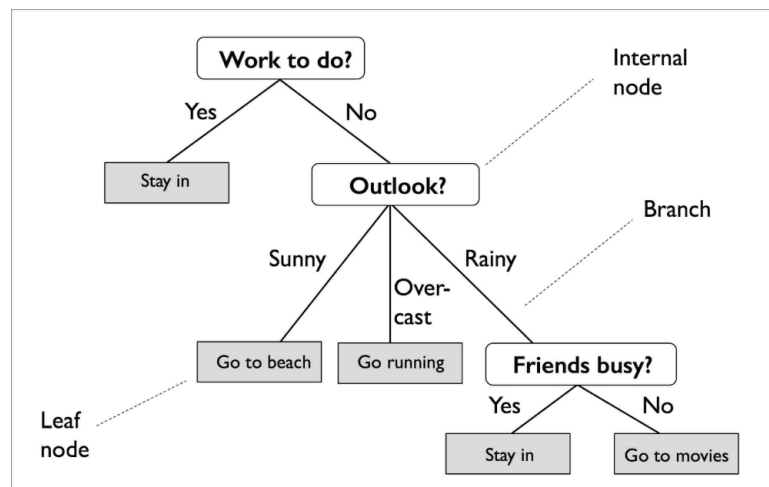 Work to do?
Internal
node
Yes
No
Stay in
Outlook?
Branch
Sunny
Rainy
Over-
cast
Go to beach
Go running
Friends busy?
Leaf
node
Yes
No
Stay in
Go to movies